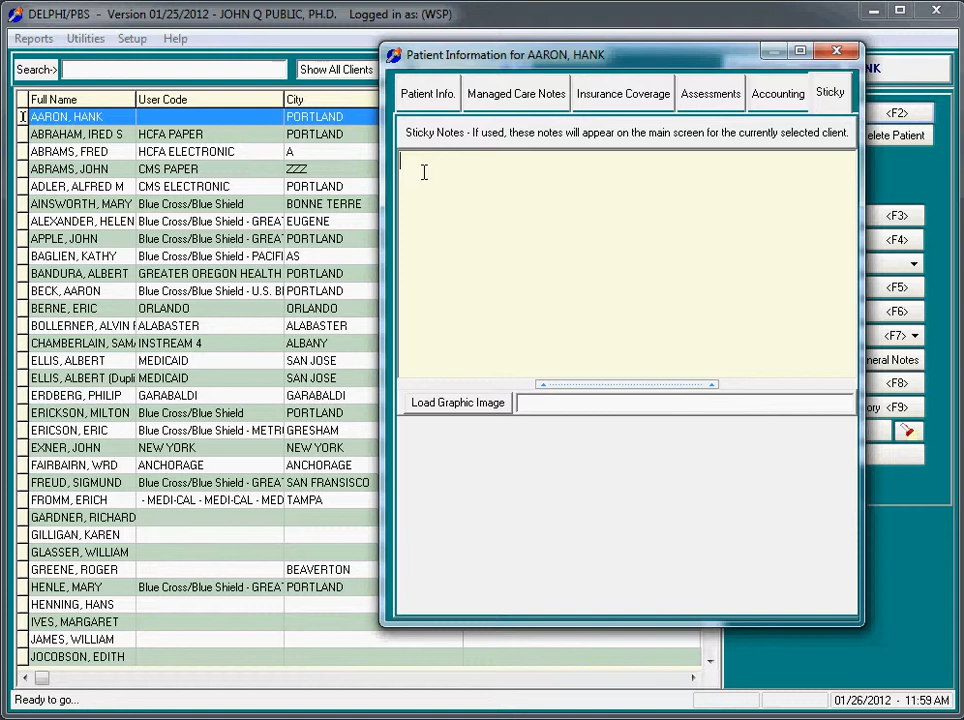 DELPHI/PBS - Version 01/25/2012 - JOHN Q PUBLIC, PH.D. Logged in as: (WSP)
Reports Utilities Setup Help
Search-> Show All Clients
Full Name User Code City
AARON, HANK PORTLAND
ABRAHAM, IRED S HCFA PAPER PORTLAND
ABRAMS, FRED HCFA ELECTRONIC A
ABRAMS, JOHN CMS PAPER ZZZ
ADLER, ALFRED M CMS ELECTRONIC PORTLAND
AINSWORTH, MARY Blue Cross/Blue Shield BONNE TERRE
ALEXANDER, HELEN Blue Cross/Blue Shield - GREAT EUGENE
APPLE, JOHN Blue Cross/Blue Shield - GREAT PORTLAND
BAGLIEN, KATHY Blue Cross/Blue Shield - PACIFI AS
BANDURA, ALBERT GREATER OREGON HEALTH PORTLAND
BECK, AARON Blue Cross/Blue Shield - U.S. BI PORTLAND
BERNE, ERIC ORLANDO ORLANDO
BOLLERNER, ALVIN F ALABASTER ALABASTER
CHAMBERLAIN, SAMA INSTREAM 4 ALBANY
ELLIS, ALBERT MEDICAID SAN JOSE
ELLIS, ALBERT (Dupli MEDICAID SAN JOSE
ERDBERG, PHILIP GARABALDI GARABALDI
ERICKSON, MILTON PORTLAND PORTLAND
ERICSON, ERIC Blue Cross/Blue Shield - METRO GRESHAM
EXNER, JOHN NEW YORK NEW YORK
FAIRBAIRN, WRD ANCHORAGE ANCHORAGE
FREUD, SIGMUND Blue Cross/Blue Shield - GREAT SAN FRANSISCO
FROMM, ERICH - MEDI-CAL - MEDI-CAL - MED TAMPA
GARDNER, RICHARD
GILLIGAN, KAREN
GLASSER, WILLIAM
GREENE, ROGER BEAVERTON
HENLE, MARY Blue Cross/Blue Shield - GREAT PORTLAND
HENNING, HANS
IVES, MARGARET
JAMES, WILLIAM
JOCOBSON, EDITH
Ready to go...
Patient Information for AARON, HANK
Patient Info. Managed Care Notes Insurance Coverage Assessments Accounting Sticky
Sticky Notes - If used, these notes will appear on the main screen for the currently selected client.
Load Graphic Image
NK
<F2>
elete Patient
<F3>
<F4>
<F5>
<F6>
<F7>
neral Notes
<F8>
ory <F9>
01/26/2012 - 11:59 AM